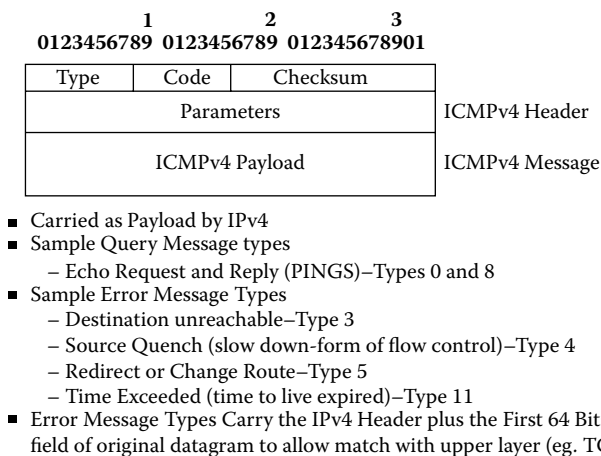 1 2 3
0123456789 0123456789 012345678901
Type Code Checksum
Parameters ICMPv4 Header
ICMPv4 Payload ICMPv4 Message
■ Carried as Payload by IPv4
■ Sample Query Message types
– Echo Request and Reply (PINGS)–Types 0 and 8
■ Sample Error Message Types
– Destination unreachable–Type 3
– Source Quench (slow down-form of flow control)–Type 4
– Redirect or Change Route–Type 5
– Time Exceeded (time to live expired)–Type 11
■ Error Message Types Carry the IPv4 Header plus the First 64 Bit
field of original datagram to allow match with upper layer (eg.